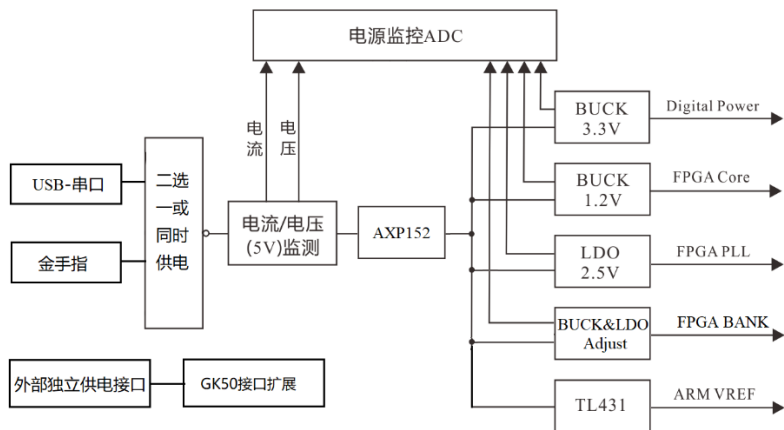 电源监控ADC
电流
电压
BUCK
3.3V
Digital Power
USB-串口
二选
一或
同时
供电
BUCK
1.2V
FPGA Core
电流/电压
(5V)监测
AXP152
金手指
LDO
2.5V
FPGA PLL
BUCK&LDO
Adjust
FPGA BANK
外部独立供电接口
GK50接口扩展
TL431
ARM VREF